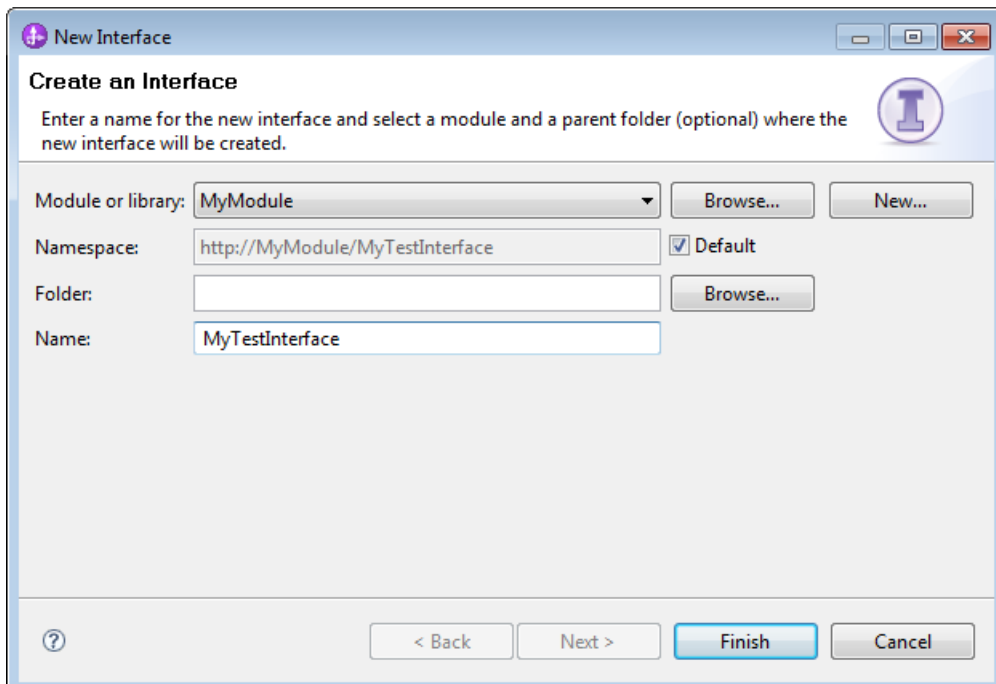 New Interface
Create an Interface
Enter a name for the new interface and select a module and a parent folder (optional) where the
new interface will be created.
Module or library: MyModule Browse... New...
Namespace: http://MyModule/MyTestInterface Default
Folder: Browse...
Name: MyTestInterface
< Back Next > Finish Cancel